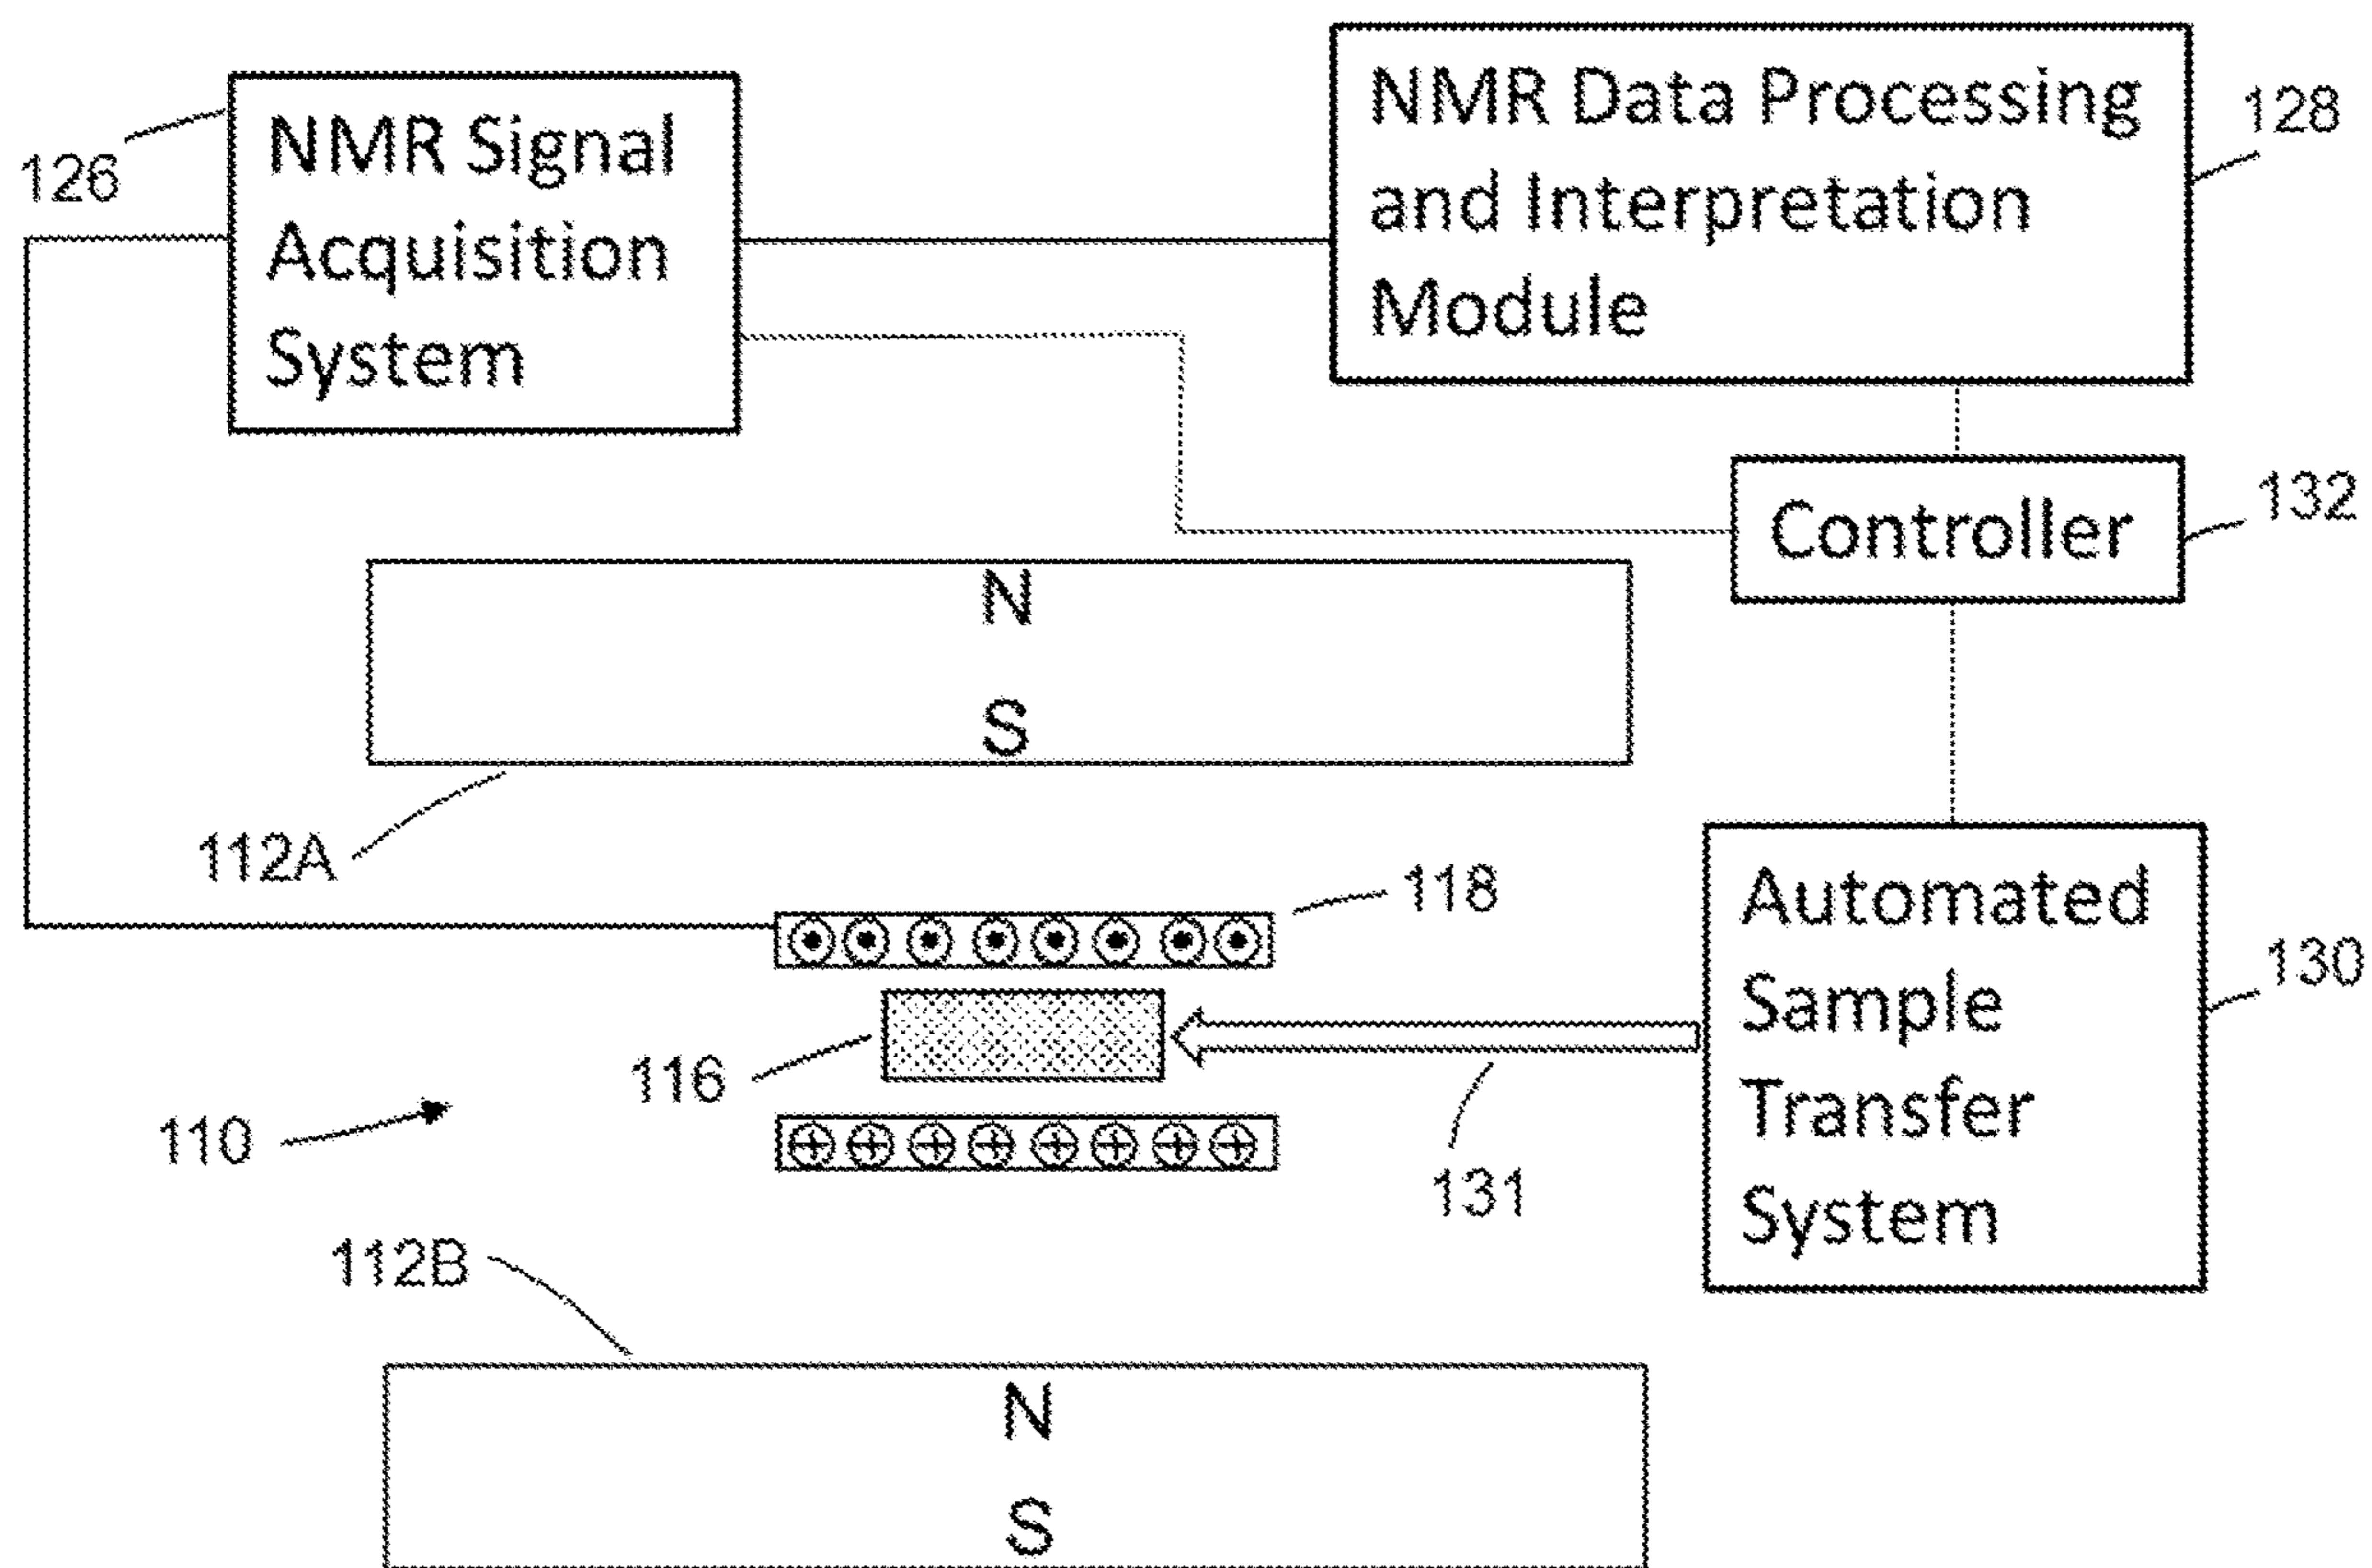 NMR Signal
Acquisition
System
126
NMR Data Processing
and Interpretation
Module
128
Controller
132
N
S
112A
118
Automated
Sample
Transfer
System
130
116
110
131
112B
N
S